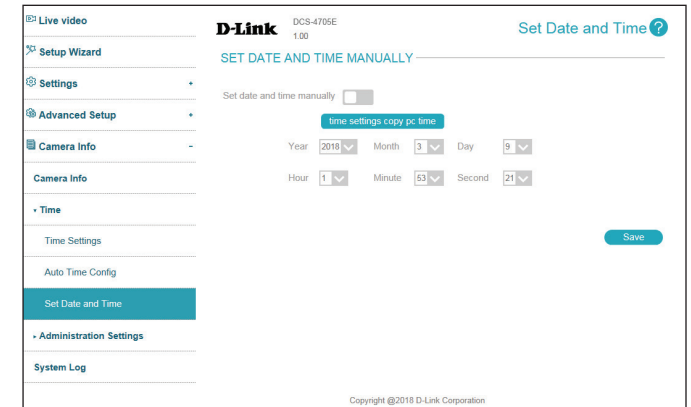 Live video
Setup Wizard
Settings +
Advanced Setup +
Camera Info -
Camera Info
Time
Time Settings
Auto Time Config
Set Date and Time
Administration Settings
System Log
D-Link DCS-4705E
1.00
Set Date and Time ?
SET DATE AND TIME MANUALLY
Set date and time manually
time settings copy pc time
Year 2018 Month 3 Day 9
Hour 1 Minute 53 Second 21
Save
Copyright @2018 D-Link Corporation